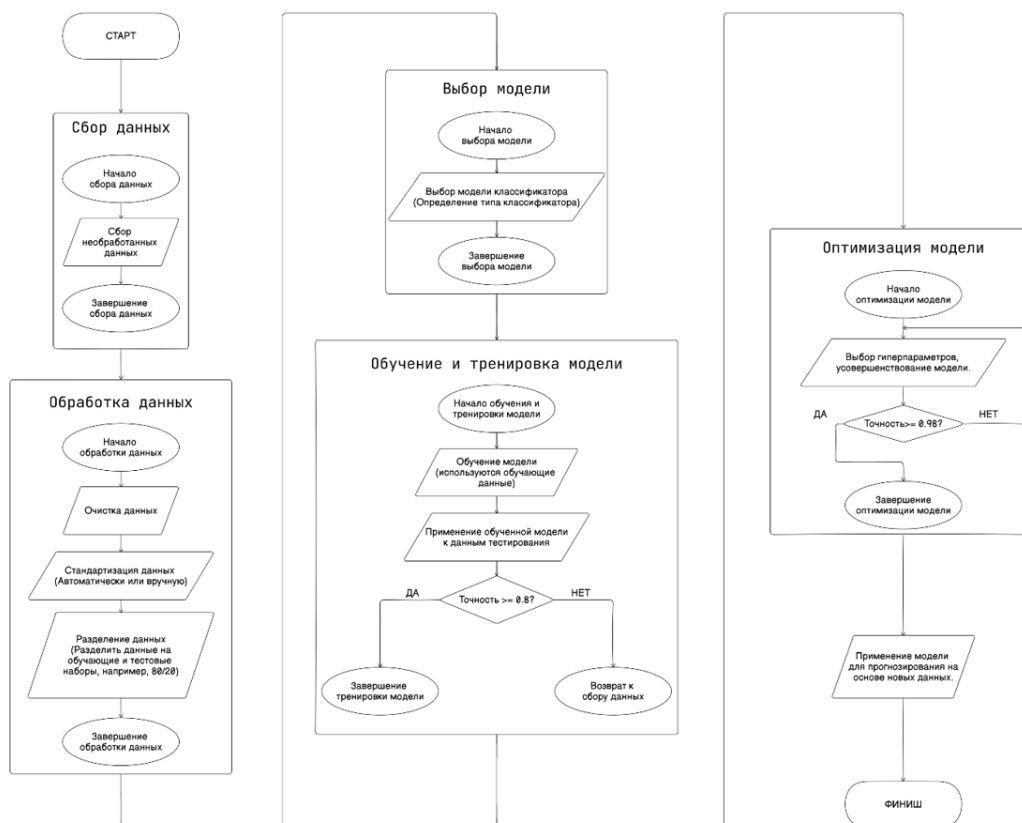 СТАРТ
Сбор данных
Начало
сбора данных
Сбор
необработанных
данных
Завершение
сбора данных
Обработка данных
Начало
обработки данных
Очистка данных
Стандартизация данных
(Автоматически или вручную)
Разделение данных
(Разделить данные на
обучающие и тестовые
наборы, например, 80/20)
Завершение
обработки данных
Выбор модели
Начало
выбора модели
Выбор модели классификатора
(Определение типа классификатора)
Завершение
выбора модели
Обучение и тренировка модели
Начало обучения и
тренировки модели
Обучение модели
(используются обучающие
данные)
Применение обученной модели
к данным тестирования
ДА
Точность >= 0.8?
НЕТ
Завершение
тренировки модели
Возврат к
сбору данных
Оптимизация модели
Начало
оптимизации модели
Выбор гиперпараметров,
усовершенствование модели.
ДА
Точность>= 0.98?
НЕТ
Завершение
оптимизации модели
Применение модели
для прогнозирования на
основе новых данных.
ФИНИШ